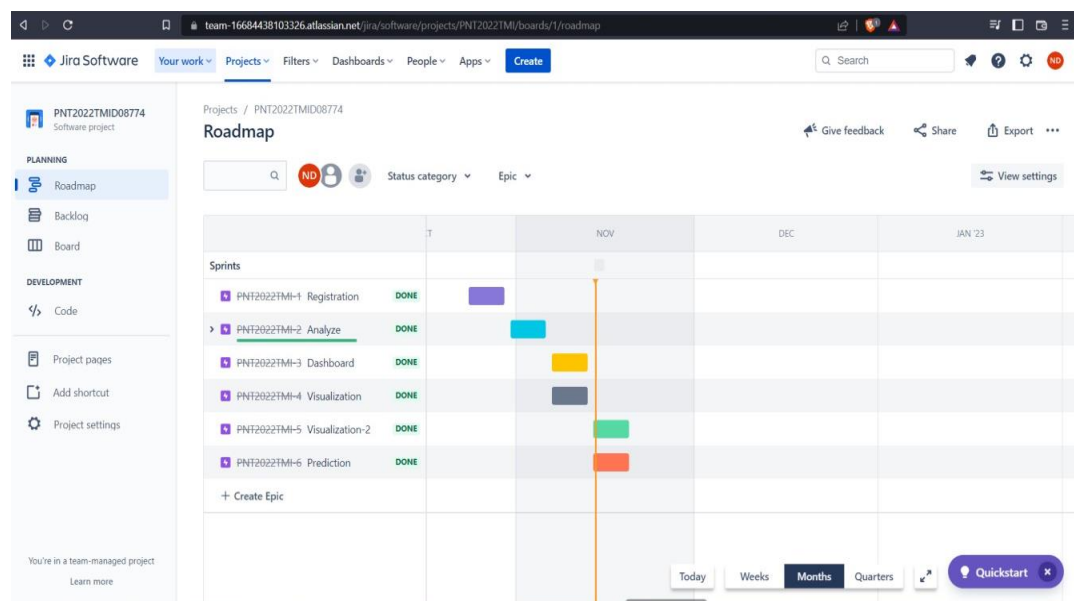 team-16684438103326.atlassian.net/jira/software/projects/PNT2022TMI/boards/1/roadmap
Jira Software Your work Projects Filters Dashboards People Apps Create Search ND
PNT2022TMID08774
Software project
PLANNING
Roadmap
Backlog
Board
DEVELOPMENT
Code
Project pages
Add shortcut
Project settings
You're in a team-managed project
Learn more
Projects / PNT2022TMID08774
Roadmap
Give feedback Share Export
ND Status category Epic View settings
T NOV DEC JAN '23
Sprints
PNT2022TMI-1 Registration DONE
PNT2022TMI-2 Analyze DONE
PNT2022TMI-3 Dashboard DONE
PNT2022TMI-4 Visualization DONE
PNT2022TMI-5 Visualization-2 DONE
PNT2022TMI-6 Prediction DONE
+ Create Epic
Today Weeks Months Quarters Quickstart